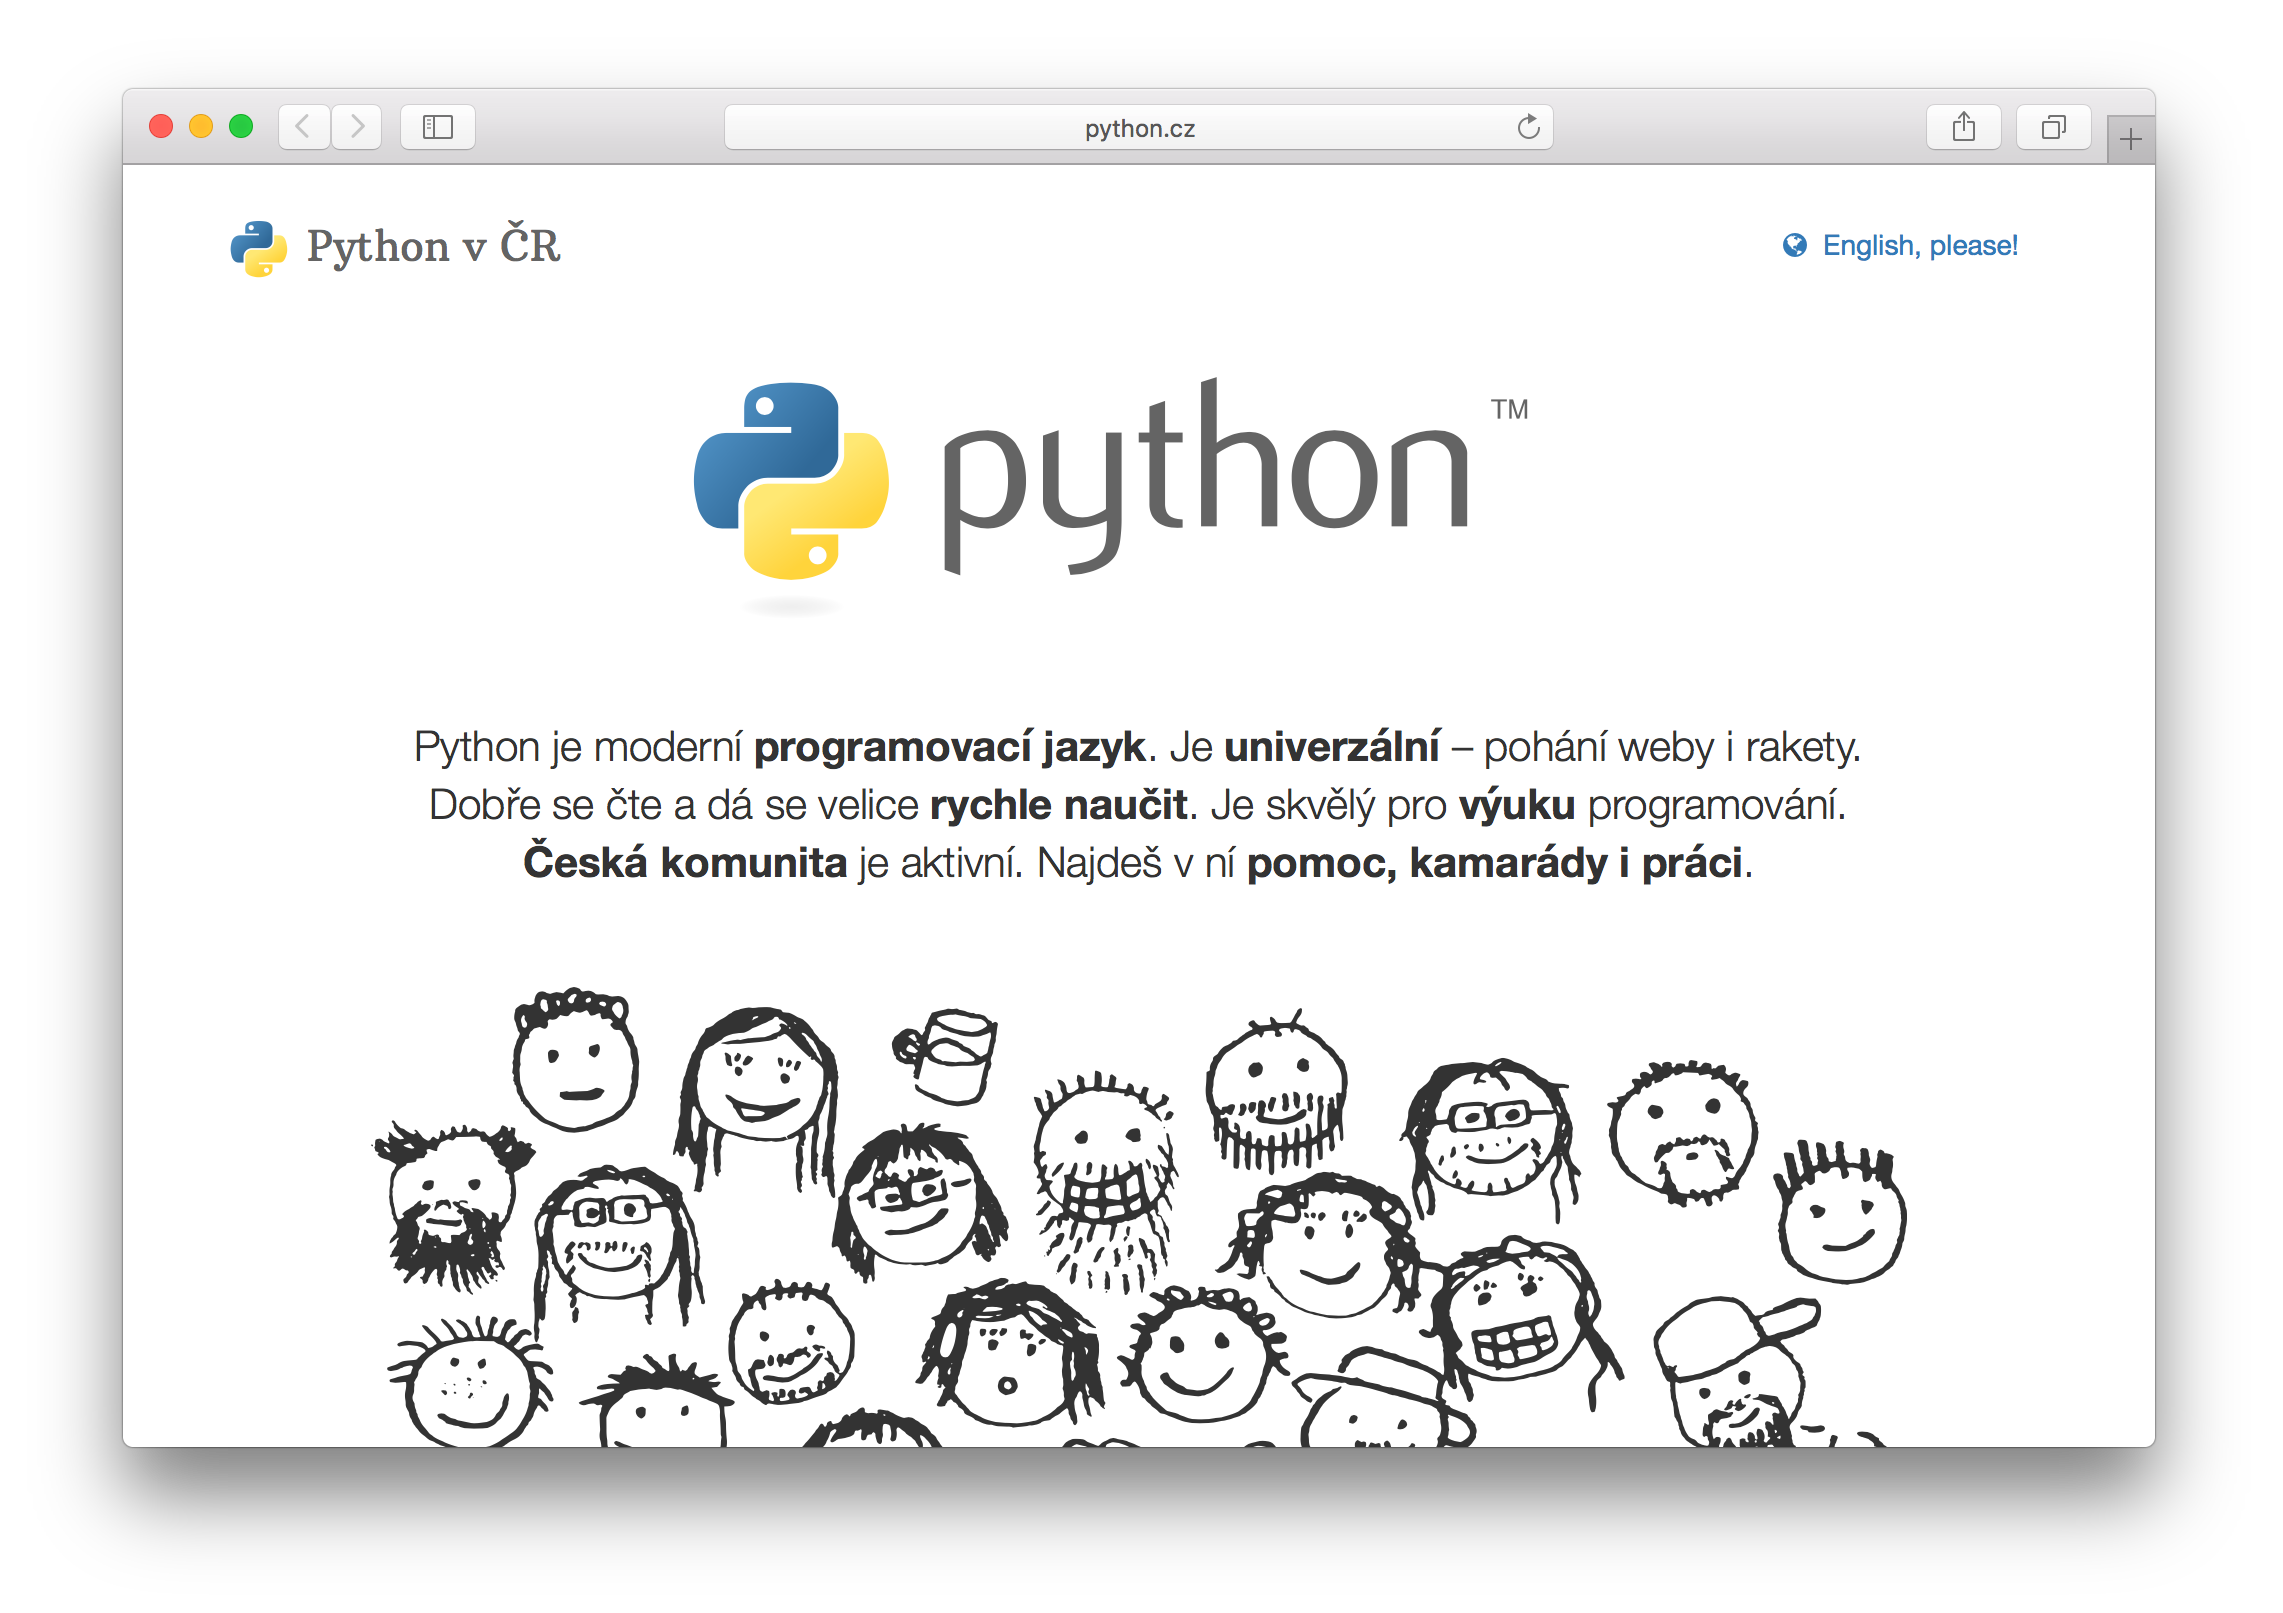 python.cz
Python v ČR
English, please!
python TM
Python je moderní programovací jazyk. Je univerzální – pohání weby i rakety.
Dobře se čte a dá se velice rychle naučit. Je skvělý pro výuku programování.
Česká komunita je aktivní. Najdeš v ní pomoc, kamarády i práci.